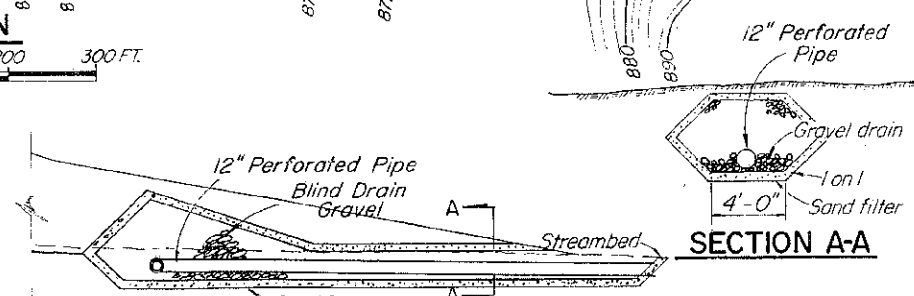 300 FT.
880
890
12" Perforated
Pipe
Gravel drain
1 on 1
4'-0"
Sand filter
SECTION A-A
12" Perforated Pipe
Blind Drain
Gravel
A
Streambed
A